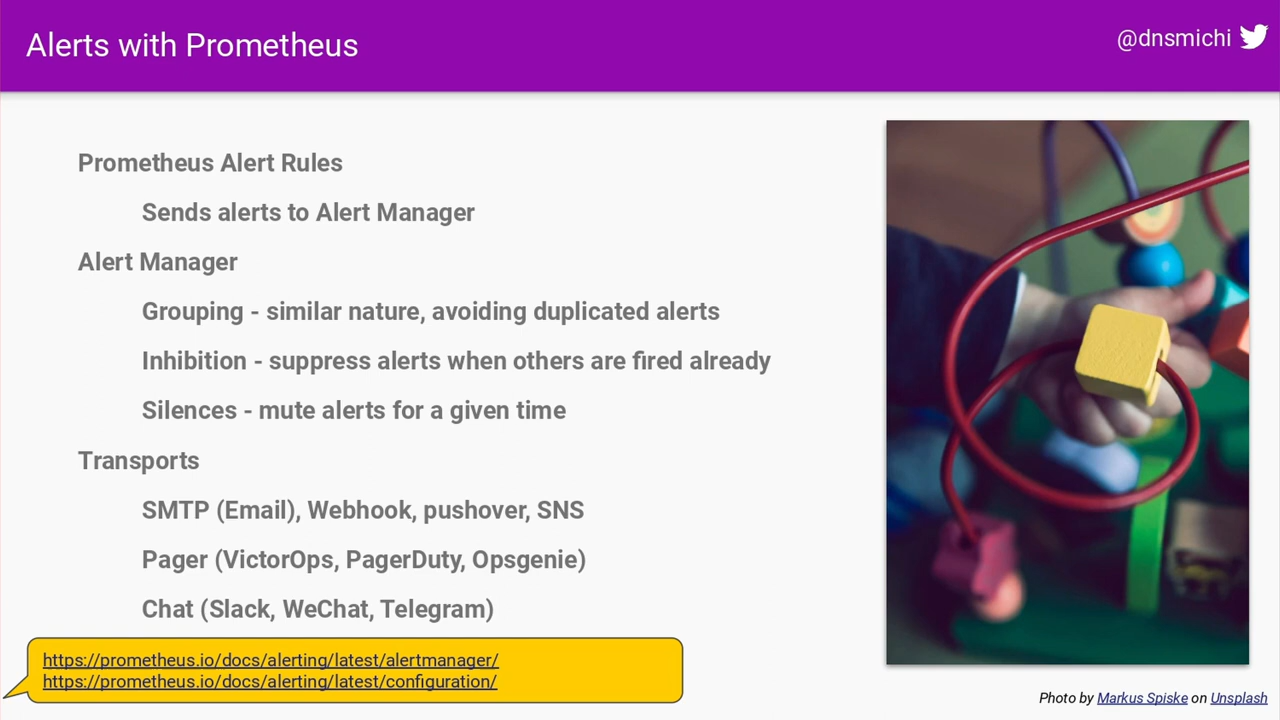 Alerts with Prometheus
@dnsmichi
Prometheus Alert Rules
Sends alerts to Alert Manager
Alert Manager
Grouping - similar nature, avoiding duplicated alerts
Inhibition - suppress alerts when others are fired already
Silences - mute alerts for a given time
Transports
SMTP (Email), Webhook, pushover, SNS
Pager (VictorOps, PagerDuty, Opsgenie)
Chat (Slack, WeChat, Telegram)
https://prometheus.io/docs/alerting/latest/alertmanager/
https://prometheus.io/docs/alerting/latest/configuration/
Photo by Markus Spiske on Unsplash